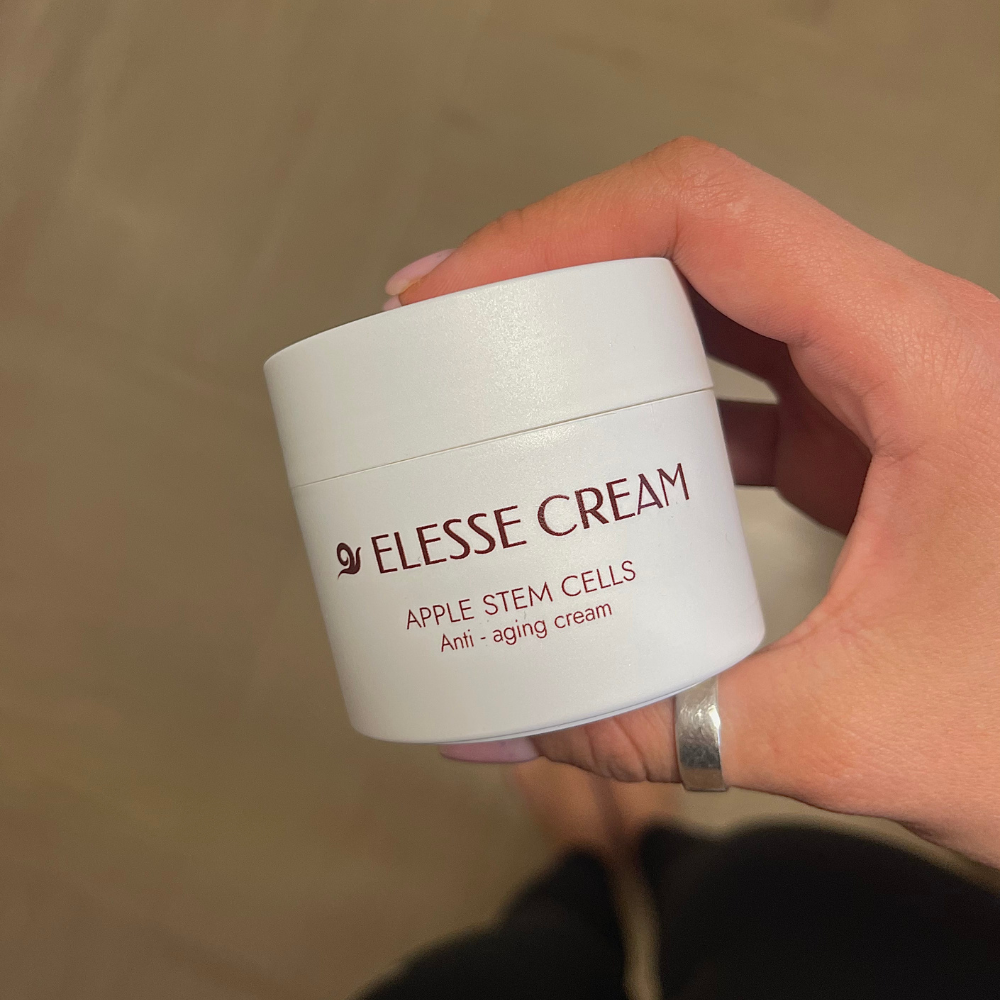 ELESSE CREAM
APPLE STEM CELLS
Anti - aging cream